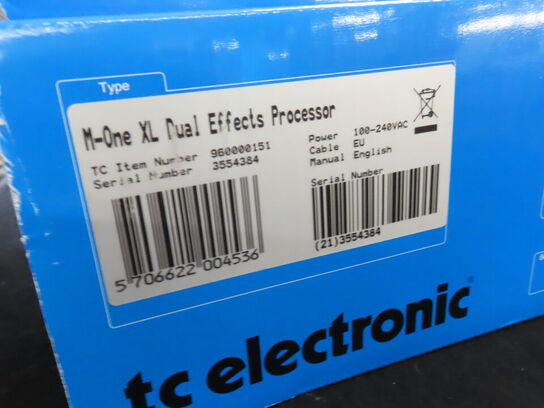 Type
M-One XL Dual Effects Processor
TC Item Number 960000151
Serial Number 3554384
Power 100-240VAC
Cable EU
Manual English
Serial Number
5 706622 004536
(21)3554384
tc electronic®